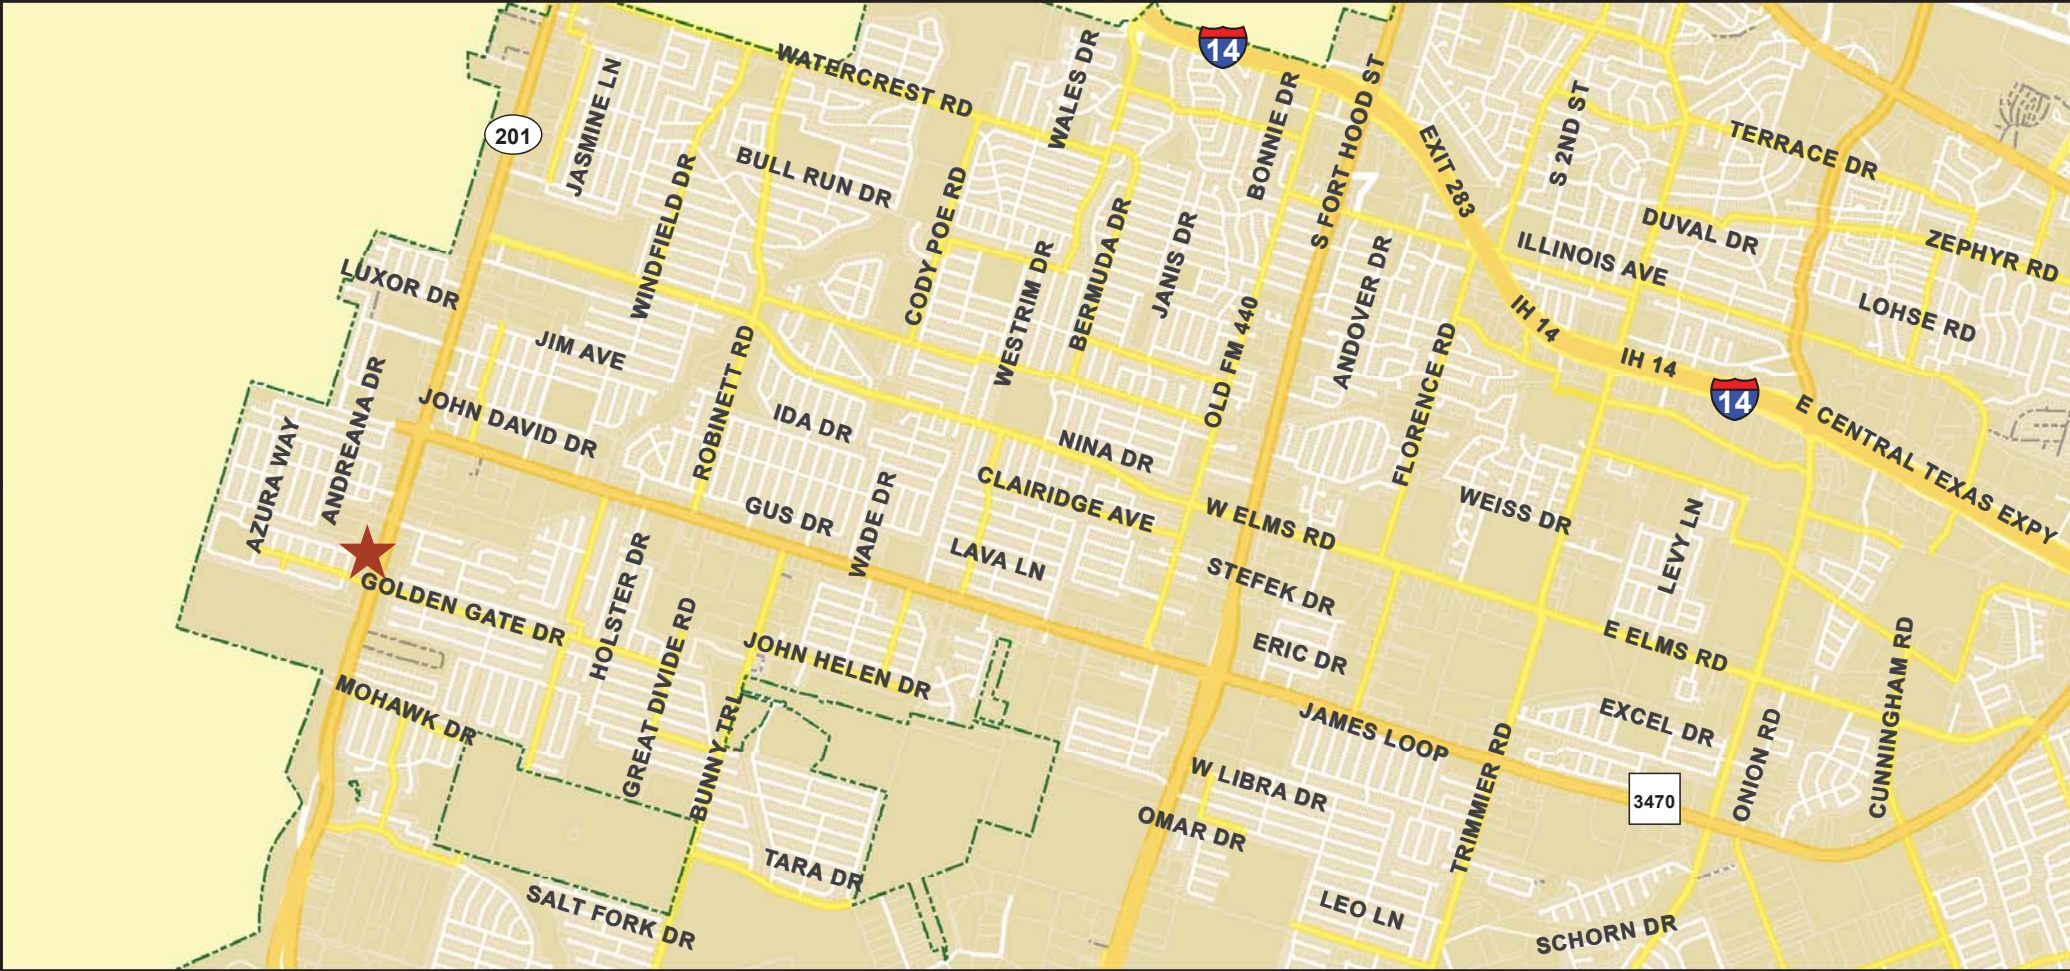 14
WATERCREST RD
WALES DR
JASMINE LN
BONNIE DR
S FORT HOOD ST
S 2ND ST
201
EXIT 283
TERRACE DR
BULL RUN DR
WINDFIELD DR
CODY POE RD
7
BERMUDA DR
JANIS DR
DUVAL DR
ILLINOIS AVE
ZEPHYR RD
LUXOR DR
WESTRIM DR
ANDOVER DR
LOHSE RD
IH 14
IH 14
JIM AVE
OLD FM 440
FLORENCE RD
14
ROBINETT RD
JOHN DAVID DR
ANDREANA DR
AZURA WAY
IDA DR
NINA DR
E CENTRAL TEXAS EXPY
CLAIRIDGE AVE
GUS DR
WADE DR
W ELMS RD
WEISS DR
LEVY LN
LAVA LN
STEFEK DR
GOLDEN GATE DR
HOLSTER DR
GREAT DIVIDE RD
JOHN HELEN DR
ERIC DR
E ELMS RD
CUNNINGHAM RD
MOHAWK DR
BUNNY TRL
JAMES LOOP
EXCEL DR
ONION RD
TRIMMIER RD
W LIBRA DR
3470
OMAR DR
TARA DR
SALT FORK DR
LEO LN
SCHORN DR